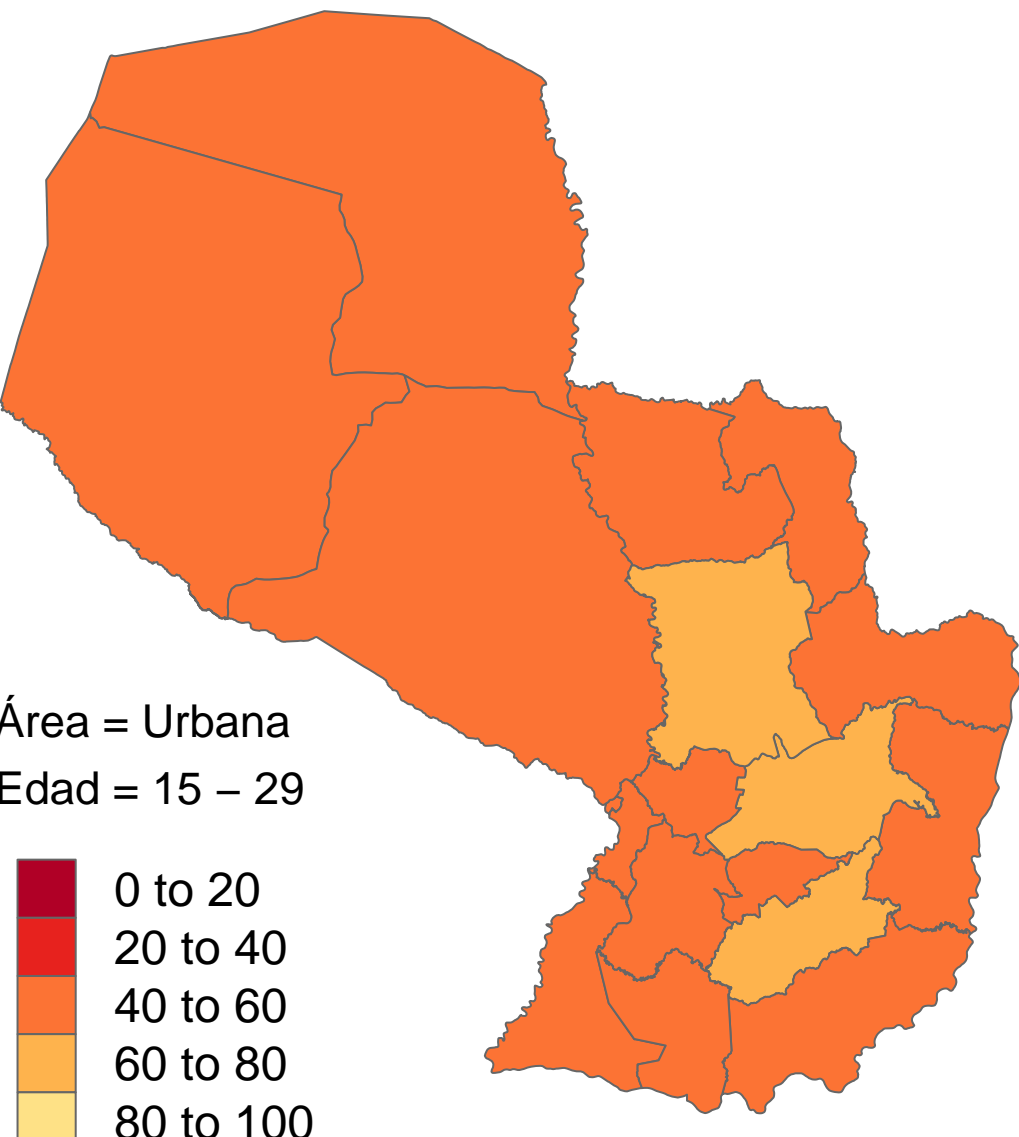 Área = Urbana
Edad = 15 – 29
0 to 20
20 to 40
40 to 60
60 to 80
80 to 100